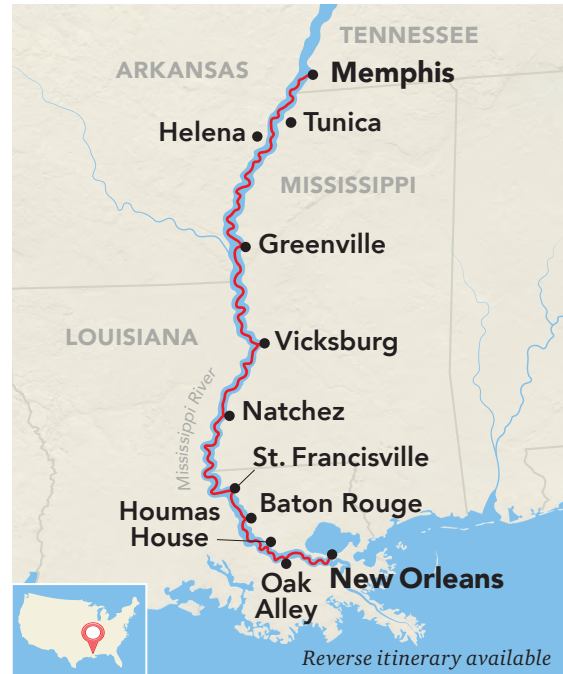 TENNESSEE
ARKANSAS
Memphis
Tunica
Helena
MISSISSIPPI
Greenville
LOUISIANA
Vicksburg
Mississippi River
Natchez
St. Francisville
Baton Rouge
Houmas
House
New Orleans
Oak
Alley
Reverse itinerary available